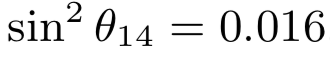 sin² θ₁₄ = 0.016